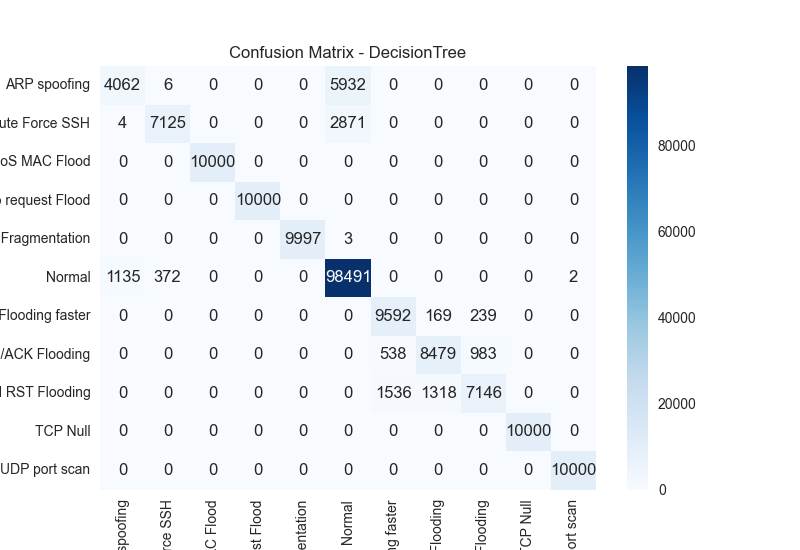 Confusion Matrix - DecisionTree
ARP spoofing 4062 6 0 0 0 5932 0 0 0 0 0
ute Force SSH 4 7125 0 0 0 2871 0 0 0 0 0
oS MAC Flood 0 0 10000 0 0 0 0 0 0 0 0
request Flood 0 0 0 10000 0 0 0 0 0 0 0
Fragmentation 0 0 0 0 9997 3 0 0 0 0 0
Normal 1135 372 0 0 0 98491 0 0 0 0 2
Flooding faster 0 0 0 0 0 0 9592 169 239 0 0
/ACK Flooding 0 0 0 0 0 0 538 8479 983 0 0
RST Flooding 0 0 0 0 0 0 1536 1318 7146 0 0
TCP Null 0 0 0 0 0 0 0 0 0 10000 0
UDP port scan 0 0 0 0 0 0 0 0 0 0 10000
spoofing
rce SSH
C Flood
st Flood
entation
Normal
ng faster
Flooding
Flooding
TCP Null
ort scan
80000
60000
40000
20000
0